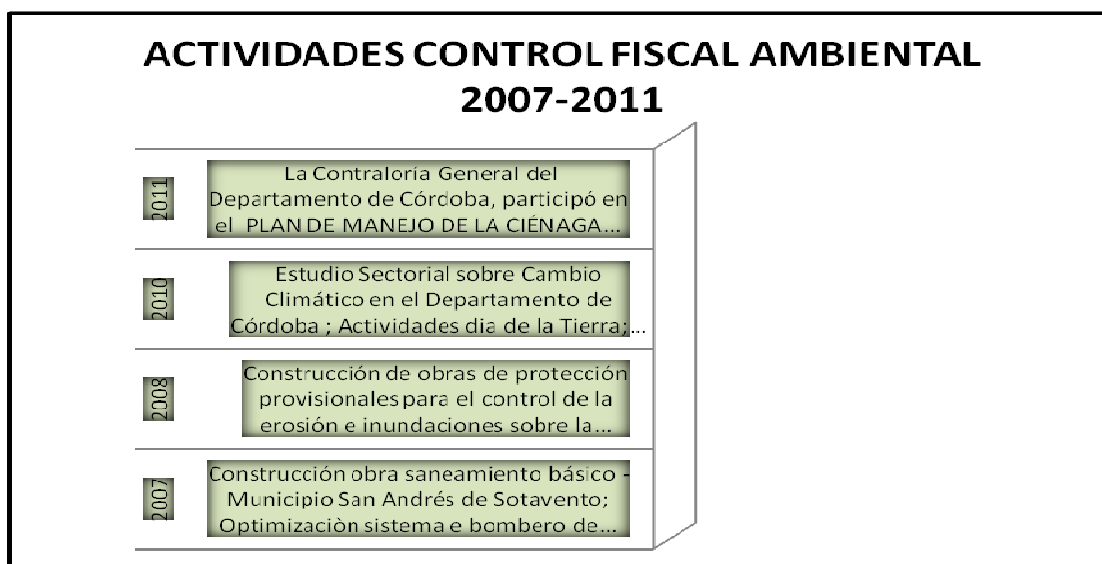 ACTIVIDADES CONTROL FISCAL AMBIENTAL
2007-2011
2011
La Contraloría General del
Departamento de Córdoba, participó en
el PLAN DE MANEJO DE LA CIÉNAGA...
2010
Estudio Sectorial sobre Cambio
Climático en el Departamento de
Córdoba ; Actividades dia de la Tierra;...
2008
Construcción de obras de protección
provisionales para el control de la
erosión e inundaciones sobre la...
2007
Construcción obra saneamiento básico -
Municipio San Andrés de Sotavento;
Optimizaciòn sistema e bombero de...